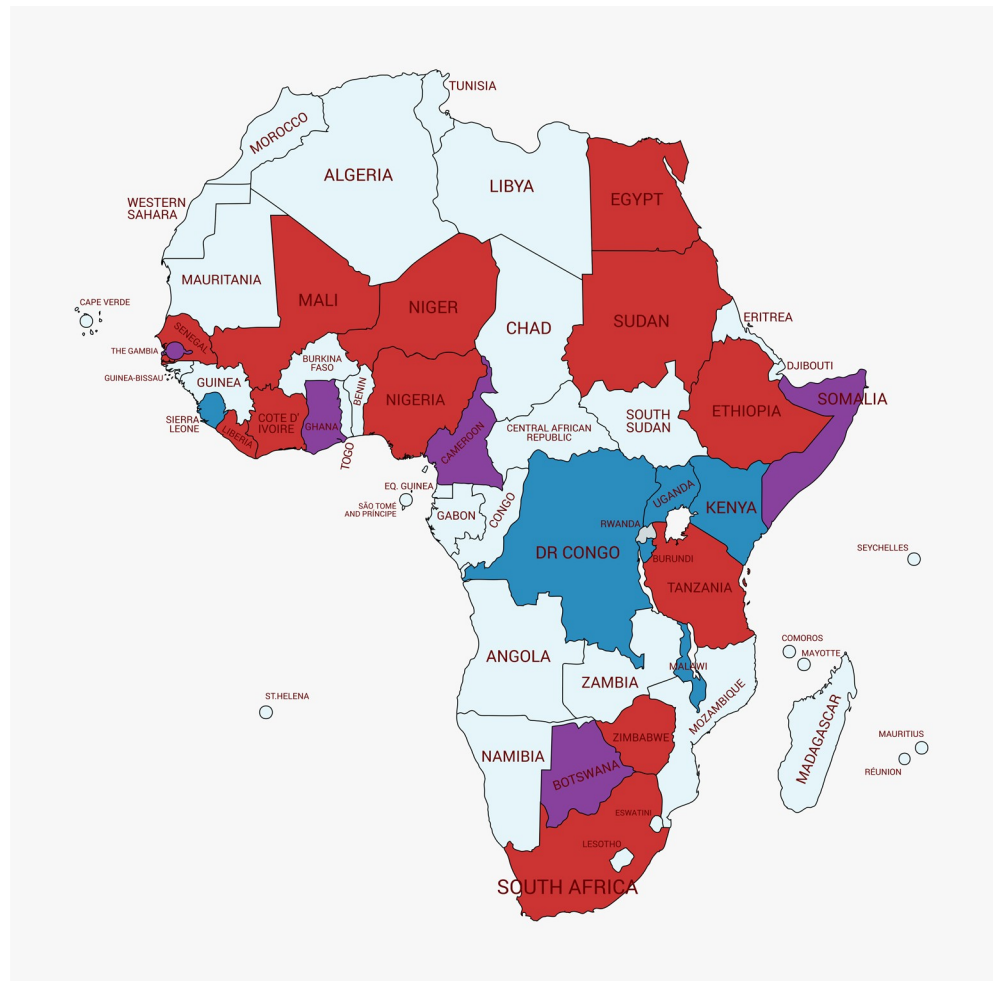 TUNISIA
MOROCCO
ALGERIA
LIBYA
EGYPT
WESTERN
SAHARA
MAURITANIA
MALI
NIGER
CHAD
SUDAN
ERITREA
CAPE VERDE
SENEGAL
THE GAMBIA
GUINEA-BISSAU
GUINEA
BURKINA
FASO
BENIN
NIGERIA
DJIBOUTI
SOMALIA
ETHIOPIA
SOUTH
SUDAN
CENTRAL AFRICAN
REPUBLIC
CAMEROON
SIERRA
LEONE
LIBERIA
COTE D'
IVOIRE
GHANA
TOGO
EQ. GUINEA
SÃO TOMÉ
AND PRÍNCIPE
GABON
CONGO
DR CONGO
UGANDA
KENYA
RWANDA
BURUNDI
TANZANIA
SEYCHELLES
COMOROS
MAYOTTE
ANGOLA
ZAMBIA
MALAWI
MOZAMBIQUE
MADAGASCAR
ST.HELENA
MAURITIUS
RÉUNION
NAMIBIA
BOTSWANA
ZIMBABWE
ESWATINI
LESOTHO
SOUTH AFRICA